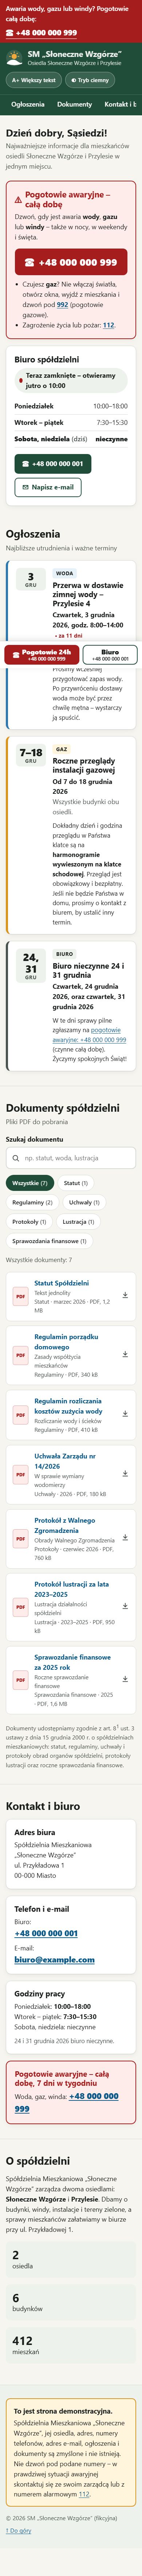 Awaria wody, gazu lub windy? Pogotowie
całą dobę:
☎ +48 000 000 999
SM „Słoneczne Wzgórze”
Osiedla Słoneczne Wzgórze i Przylesie
A+ Większy tekst
Tryb ciemny
Ogłoszenia Dokumenty Kontakt i b
Dzień dobry, Sąsiedzi!
Najważniejsze informacje dla mieszkańców
osiedli Słoneczne Wzgórze i Przylesie w
jednym miejscu.
Pogotowie awaryjne –
całą dobę
Dzwoń, gdy jest awaria wody, gazu
lub windy – także w nocy, w weekendy
i święta.
☎ +48 000 000 999
Czujesz gaz? Nie włączaj światła,
otwórz okna, wyjdź z mieszkania i
dzwoń pod 992 (pogotowie
gazowe).
Zagrożenie życia lub pożar: 112.
Biuro spółdzielni
Teraz zamknięte – otwieramy
jutro o 10:00
Poniedziałek 10:00–18:00
Wtorek – piątek 7:30–15:30
Sobota, niedziela (dziś) nieczynne
☎ +48 000 000 001
Napisz e-mail
Ogłoszenia
Najbliższe utrudnienia i ważne terminy
3
GRU
WODA
Przerwa w dostawie
zimnej wody –
Przylesie 4
Czwartek, 3 grudnia
2026, godz. 8:00–14:00
• za 11 dni
☎ Pogotowie 24h
+48 000 000 999
Biuro
+48 000 000 001
Prosimy wcześniej
przygotować zapas wody.
Po przywróceniu dostawy
woda może być przez
chwilę mętna – wystarczy
ją spuścić.
7–18
GRU
GAZ
Roczne przeglądy
instalacji gazowej
Od 7 do 18 grudnia
2026
Wszystkie budynki obu
osiedli.
Dokładny dzień i godzina
przeglądu w Państwa
klatce są na
harmonogramie
wywieszonym na klatce
schodowej. Przegląd jest
obowiązkowy i bezpłatny.
Jeśli nie będzie Państwa w
domu, prosimy o kontakt z
biurem, by ustalić inny
termin.
24,
31
GRU
BIURO
Biuro nieczynne 24 i
31 grudnia
Czwartek, 24 grudnia
2026, oraz czwartek, 31
grudnia 2026
W te dni sprawy pilne
zgłaszamy na pogotowie
awaryjne: +48 000 000 999
(czynne całą dobę).
Życzymy spokojnych Świąt!
Dokumenty spółdzielni
Pliki PDF do pobrania
Szukaj dokumentu
np. statut, woda, lustracja
Wszystkie (7) Statut (1)
Regulaminy (2) Uchwały (1)
Protokoły (1) Lustracja (1)
Sprawozdania finansowe (1)
Wszystkie dokumenty: 7
PDF
Statut Spółdzielni
Tekst jednolity
Statut · marzec 2026 · PDF, 1,2
MB
PDF
Regulamin porządku
domowego
Zasady współżycia
mieszkańców
Regulaminy · PDF, 340 kB
PDF
Regulamin rozliczania
kosztów zużycia wody
Rozliczanie wody i ścieków
Regulaminy · PDF, 410 kB
PDF
Uchwała Zarządu nr
14/2026
W sprawie wymiany
wodomierzy
Uchwały · 2026 · PDF, 180 kB
PDF
Protokół z Walnego
Zgromadzenia
Obrady Walnego Zgromadzenia
Protokoły · czerwiec 2026 · PDF,
760 kB
PDF
Protokół lustracji za lata
2023–2025
Lustracja działalności
spółdzielni
Lustracja · 2023–2025 · PDF, 950
kB
PDF
Sprawozdanie finansowe
za 2025 rok
Roczne sprawozdanie
finansowe
Sprawozdania finansowe · 2025
· PDF, 1,6 MB
Dokumenty udostępniamy zgodnie z art. 8¹ ust. 3
ustawy z dnia 15 grudnia 2000 r. o spółdzielniach
mieszkaniowych: statut, regulaminy, uchwały i
protokoły obrad organów spółdzielni, protokoły
lustracji oraz roczne sprawozdania finansowe.
Kontakt i biuro
Adres biura
Spółdzielnia Mieszkaniowa
„Słoneczne Wzgórze”
ul. Przykładowa 1
00-000 Miasto
Telefon i e-mail
Biuro:
+48 000 000 001
E-mail:
biuro@example.com
Godziny pracy
Poniedziałek: 10:00–18:00
Wtorek – piątek: 7:30–15:30
Sobota, niedziela: nieczynne
24 i 31 grudnia 2026 biuro nieczynne.
Pogotowie awaryjne – całą
dobę, 7 dni w tygodniu
Woda, gaz, winda: +48 000 000
999
O spółdzielni
Spółdzielnia Mieszkaniowa „Słoneczne
Wzgórze” zarządza dwoma osiedlami:
Słoneczne Wzgórze i Przylesie. Dbamy o
budynki, windy, instalacje i tereny zielone, a
sprawy mieszkańców załatwiamy w biurze
przy ul. Przykładowej 1.
2
osiedla
6
budynków
412
mieszkań
To jest strona demonstracyjna.
Spółdzielnia Mieszkaniowa „Słoneczne
Wzgórze”, jej osiedla, adres, numery
telefonów, adres e-mail, ogłoszenia i
dokumenty są zmyślone i nie istnieją.
Nie dzwoń pod podane numery – w
prawdziwej sytuacji awaryjnej
skontaktuj się ze swoim zarządcą lub z
numerem alarmowym 112.
© 2026 SM „Słoneczne Wzgórze” (fikcyjna)
↑ Do góry